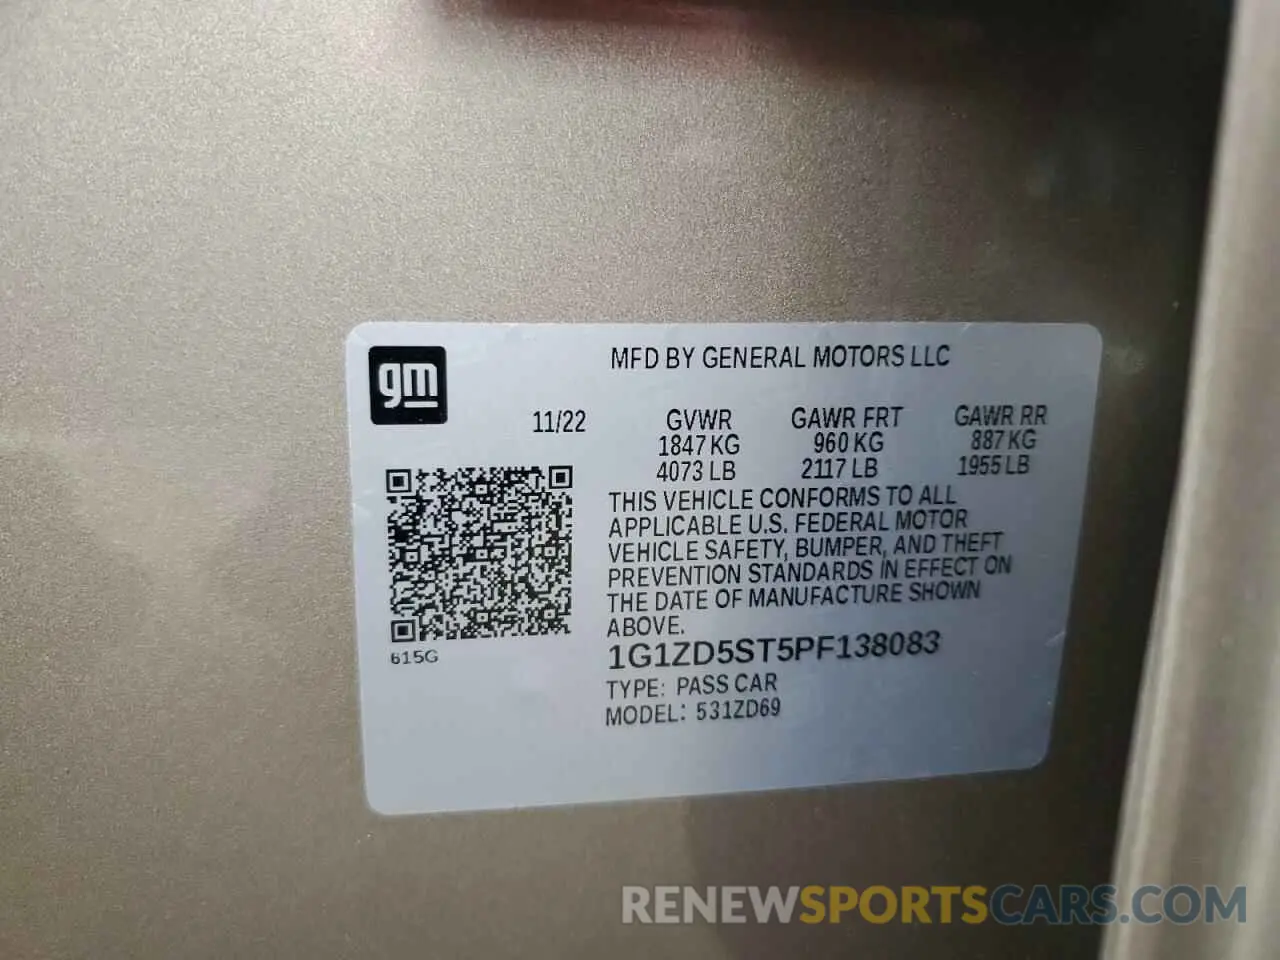 gm
MFD BY GENERAL MOTORS LLC
11/22 GVWR GAWR FRT GAWR RR
1847 KG 960 KG 887 KG
4073 LB 2117 LB 1955 LB
THIS VEHICLE CONFORMS TO ALL
APPLICABLE U.S. FEDERAL MOTOR
VEHICLE SAFETY, BUMPER, AND THEFT
PREVENTION STANDARDS IN EFFECT ON
THE DATE OF MANUFACTURE SHOWN
ABOVE.
615G
1G1ZD5ST5PF138083
TYPE: PASS CAR
MODEL: 531ZD69
RENEWSPORTSCARS.COM